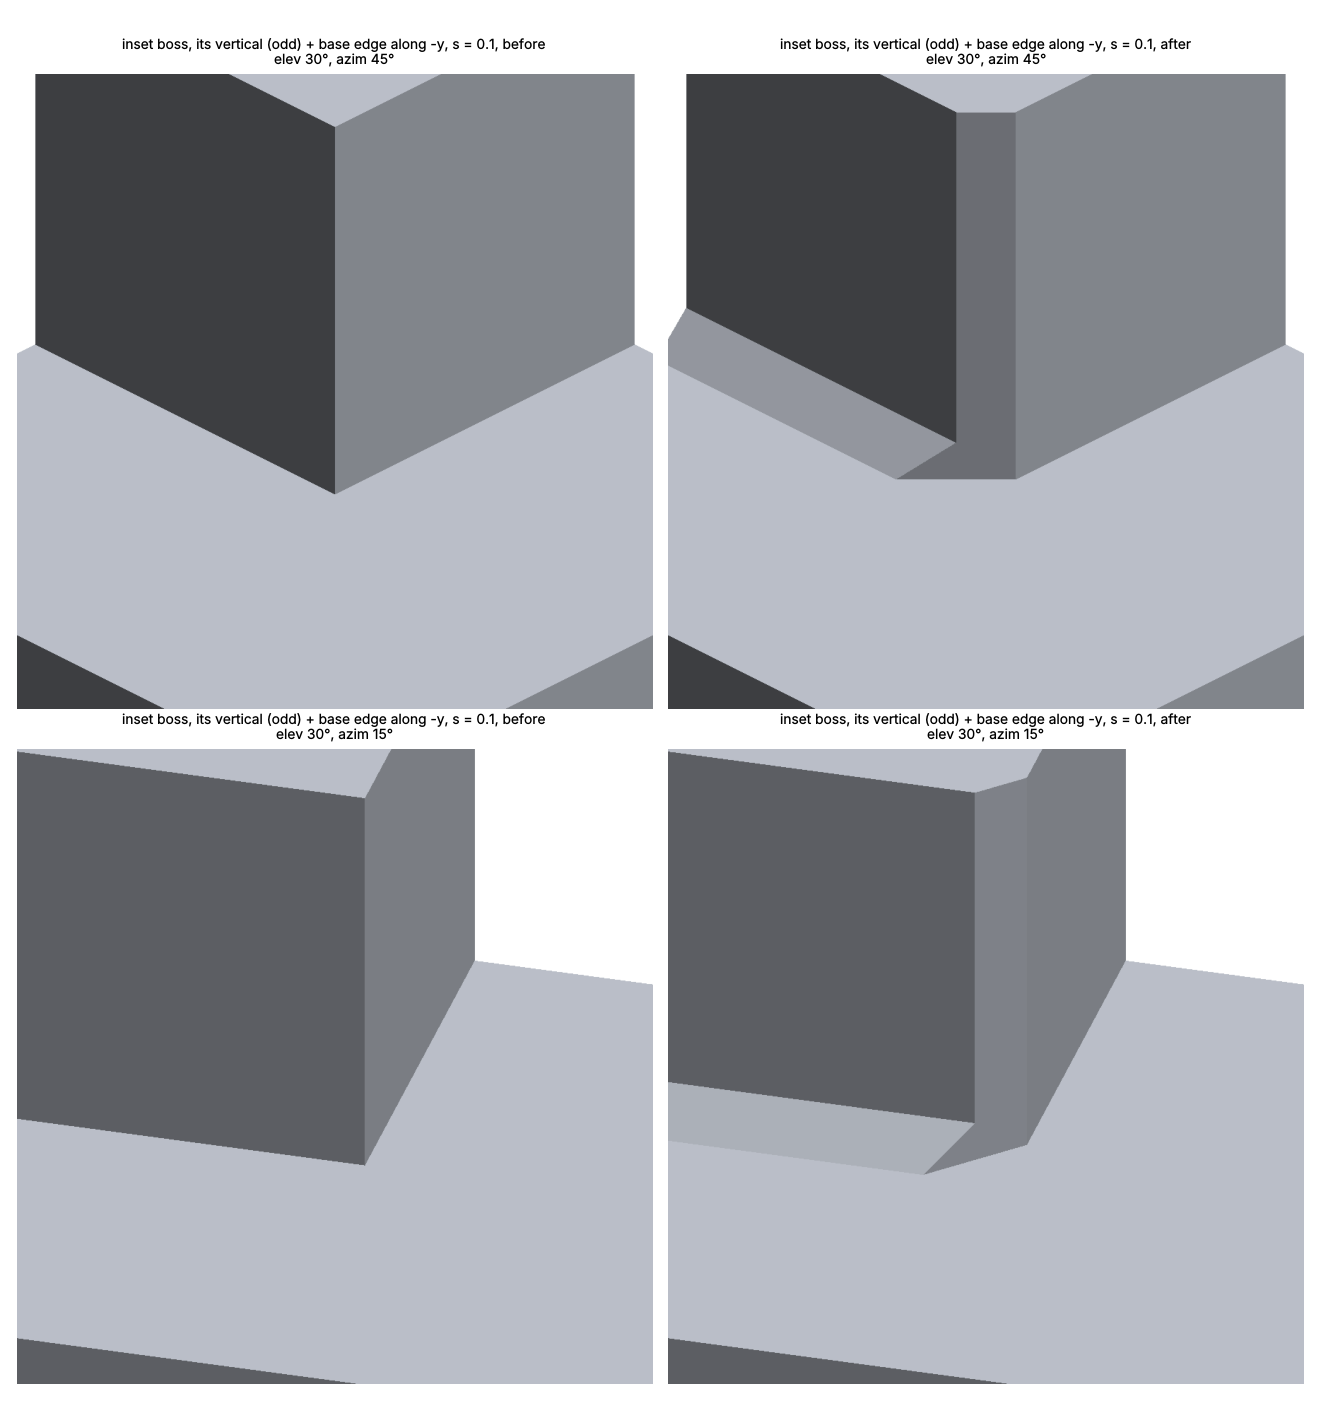 inset boss, its vertical (odd) + base edge along -y, s = 0.1, before
elev 30°, azim 45°
inset boss, its vertical (odd) + base edge along -y, s = 0.1, after
elev 30°, azim 45°
inset boss, its vertical (odd) + base edge along -y, s = 0.1, before
elev 30°, azim 15°
inset boss, its vertical (odd) + base edge along -y, s = 0.1, after
elev 30°, azim 15°